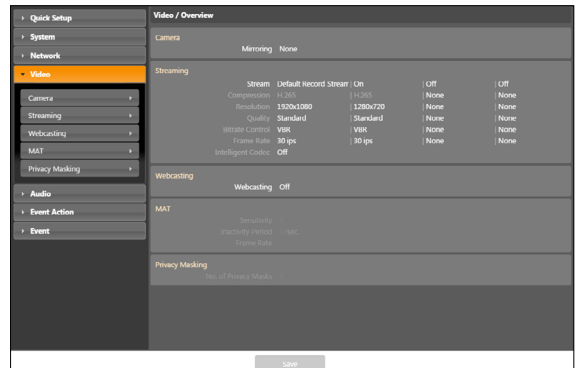 Quick Setup
System
Network
Video
Camera
Streaming
Webcasting
MAT
Privacy Masking
Audio
Event Action
Event
Video / Overview
Camera
Mirroring None
Streaming
Stream Default Record Stream | On | Off | Off
Compression H.265 | H.265 | None | None
Resolution 1920x1080 | 1280x720 | None | None
Quality Standard | Standard | None | None
Bitrate Control VBR | VBR | None | None
Frame Rate 30 ips | 30 ips | None | None
Intelligent Codec Off
Webcasting
Webcasting Off
MAT
Sensitivity
Inactivity Period sec.
Frame Rate
Privacy Masking
No. of Privacy Masks
Save